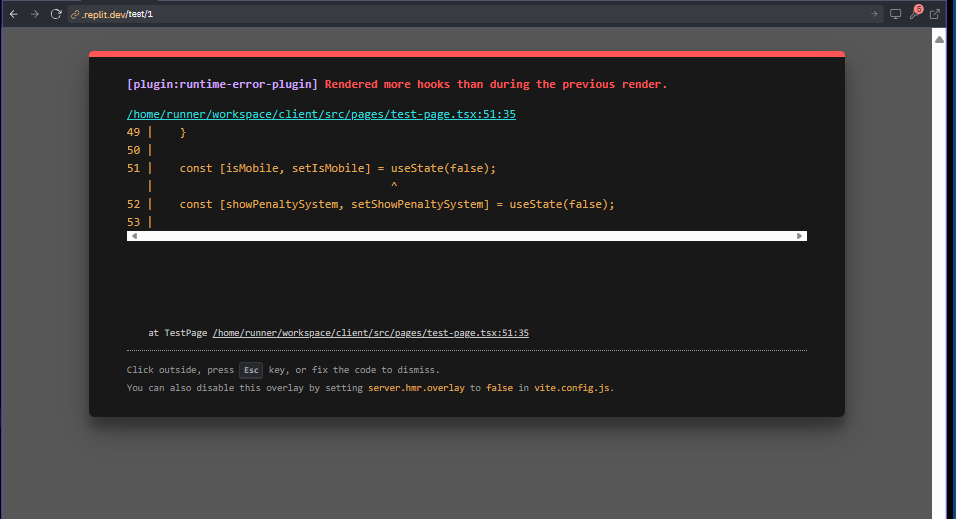 .replit.dev/test/1
5
[plugin:runtime-error-plugin] Rendered more hooks than during the previous render.
/home/runner/workspace/client/src/pages/test-page.tsx:51:35
49 |    }
50 |
51 |    const [isMobile, setIsMobile] = useState(false);
   |                                    ^
52 |    const [showPenaltySystem, setShowPenaltySystem] = useState(false);
53 |
at TestPage /home/runner/workspace/client/src/pages/test-page.tsx:51:35
Click outside, press Esc key, or fix the code to dismiss.
You can also disable this overlay by setting server.hmr.overlay to false in vite.config.js.